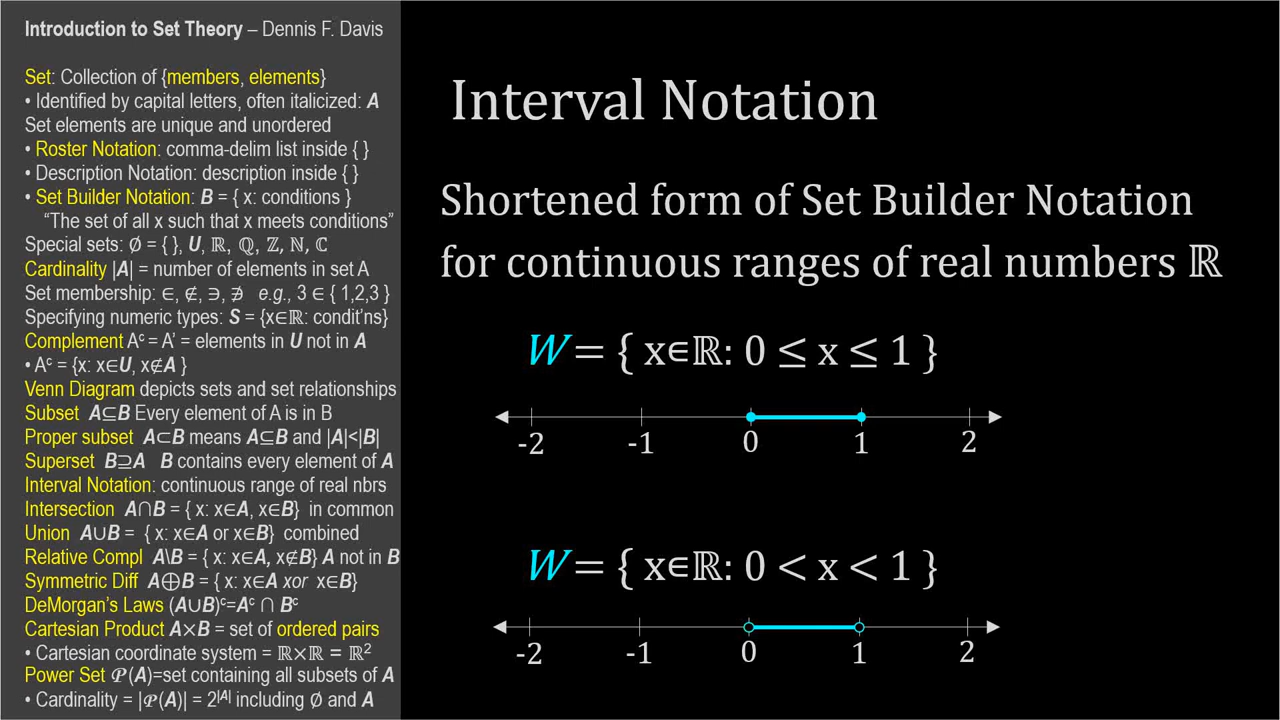 Introduction to Set Theory – Dennis F. Davis
Set: Collection of {members, elements}
• Identified by capital letters, often italicized: A
Set elements are unique and unordered
• Roster Notation: comma-delim list inside { }
• Description Notation: description inside { }
• Set Builder Notation: B = { x: conditions }
“The set of all x such that x meets conditions”
Special sets: ∅ = { }, U, ℝ, ℚ, ℤ, ℕ, ℂ
Cardinality |A| = number of elements in set A
Set membership: ∈, ∉, ∋, ∌ e.g., 3 ∈ { 1,2,3 }
Specifying numeric types: S = {x∈ℝ: condit’ns}
Complement Aᶜ = A’ = elements in U not in A
• Aᶜ = {x: x∈U, x∉A }
Venn Diagram depicts sets and set relationships
Subset A⊆B Every element of A is in B
Proper subset A⊂B means A⊆B and |A|<|B|
Superset B⊇A B contains every element of A
Interval Notation: continuous range of real nbrs
Intersection A∩B = { x: x∈A, x∈B} in common
Union A∪B = { x: x∈A or x∈B} combined
Relative Compl A\B = { x: x∈A, x∉B} A not in B
Symmetric Diff A⊕B = { x: x∈A xor x∈B}
DeMorgan’s Laws (A∪B)ᶜ=Aᶜ ∩ Bᶜ
Cartesian Product A×B = set of ordered pairs
• Cartesian coordinate system = ℝ×ℝ = ℝ²
Power Set 𝒫(A)=set containing all subsets of A
• Cardinality = |𝒫(A)| = 2^|A| including ∅ and A
Interval Notation
Shortened form of Set Builder Notation
for continuous ranges of real numbers ℝ
W = { x∈ℝ: 0 ≤ x ≤ 1 }
-2 -1 0 1 2
W = { x∈ℝ: 0 < x < 1 }
-2 -1 0 1 2